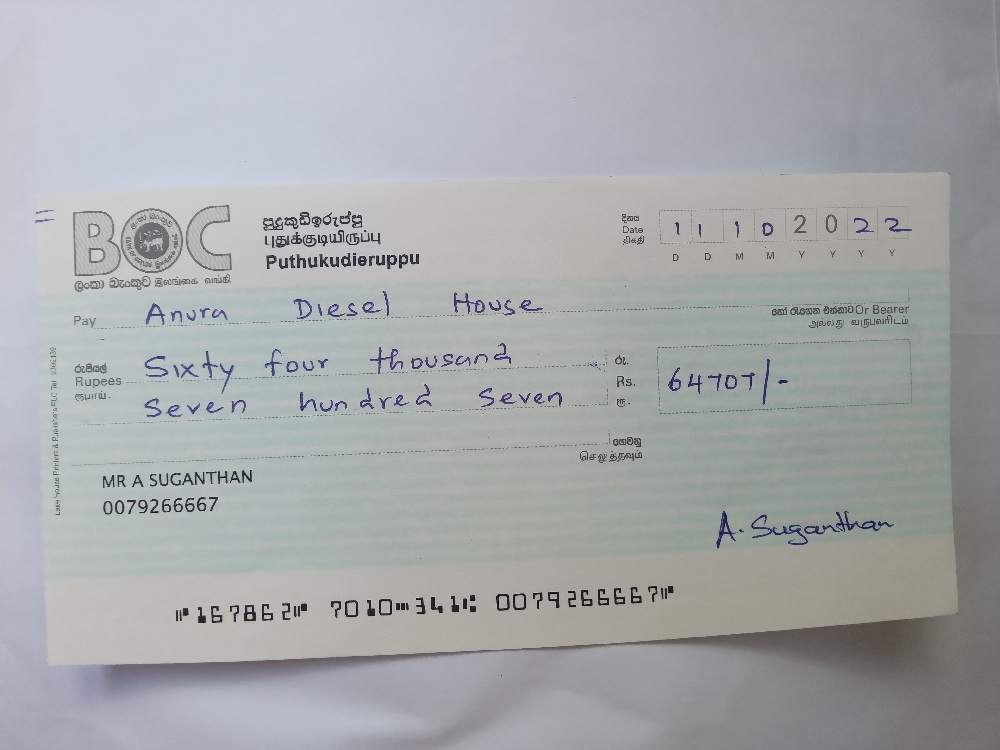 BOC
ලංකා බැංකුව இலங்கை வங்கி
පුදුකුඩිඉරුප්පු
புதுக்குடியிருப்பு
Puthukudieruppu
දිනය
Date
திகதி
1 1 1 0 2 0 2 2
D D M M Y Y Y Y
Pay Anura Diesel House
හෝ රැගෙන එන්නාට Or Bearer
அல்லது வருபவரிடம்
රුපියල්
Rupees
ரூபாய்
Sixty four thousand
Seven hundred Seven
රු.
Rs.
ரூ.
64707/-
ගෙවනු
செலுத்தவும்
MR A SUGANTHAN
0079266667
A. Suganthan
⑈167862⑈ 7010⑉341⑆ 0079266667⑈